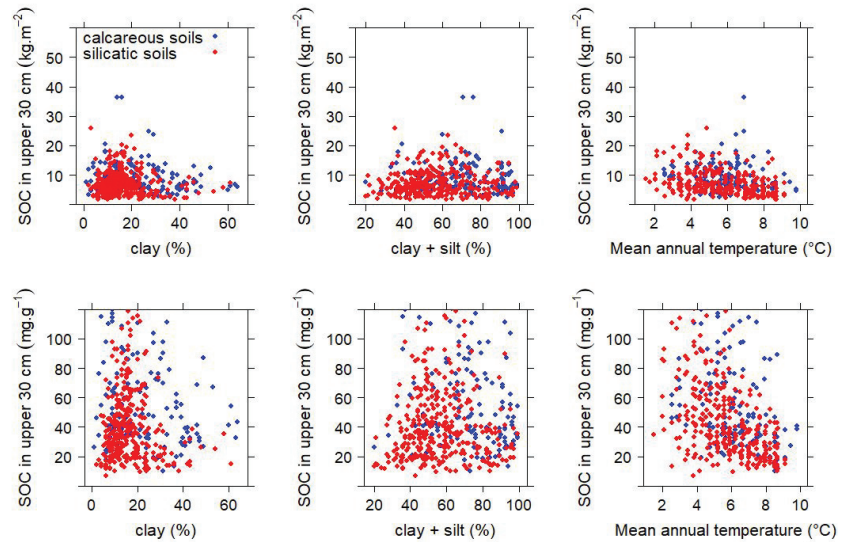 calcareous soils
silicatic soils
SOC in upper 30 cm (kg.m⁻²)
50
40
30
20
10
0 20 40 60
clay (%)
SOC in upper 30 cm (kg.m⁻²)
50
40
30
20
10
20 40 60 80 100
clay + silt (%)
SOC in upper 30 cm (kg.m⁻²)
50
40
30
20
10
2 4 6 8 10
Mean annual temperature (°C)
SOC in upper 30 cm (mg.g⁻¹)
100
80
60
40
20
0 20 40 60
clay (%)
SOC in upper 30 cm (mg.g⁻¹)
100
80
60
40
20
20 40 60 80 100
clay + silt (%)
SOC in upper 30 cm (mg.g⁻¹)
100
80
60
40
20
2 4 6 8 10
Mean annual temperature (°C)